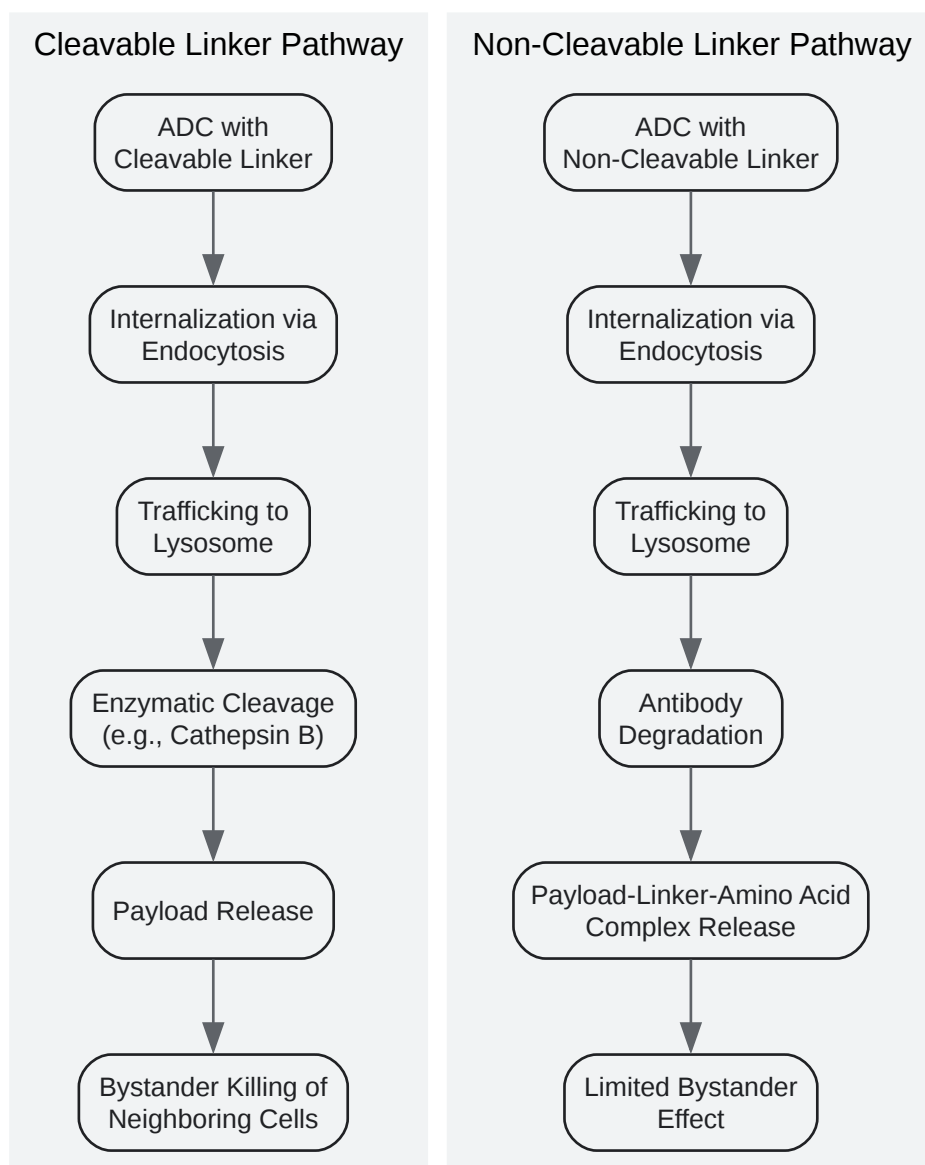 Cleavable Linker Pathway
ADC with
Cleavable Linker
Internalization via
Endocytosis
Trafficking to
Lysosome
Enzymatic Cleavage
(e.g., Cathepsin B)
Payload Release
Bystander Killing of
Neighboring Cells
Non-Cleavable Linker Pathway
ADC with
Non-Cleavable Linker
Internalization via
Endocytosis
Trafficking to
Lysosome
Antibody
Degradation
Payload-Linker-Amino Acid
Complex Release
Limited Bystander
Effect